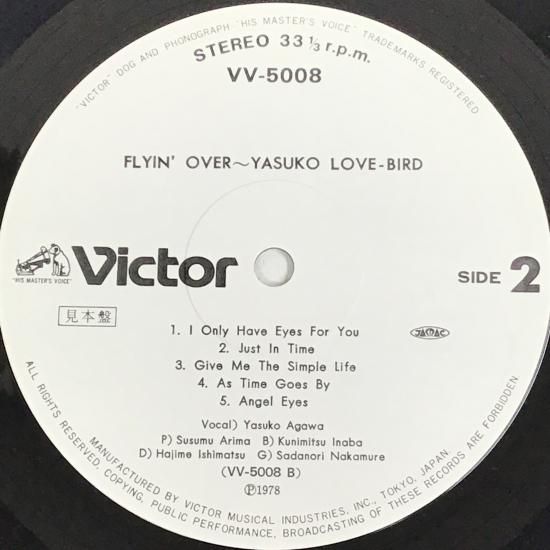 "VICTOR" DOG AND PHONOGRAPH "HIS MASTER'S VOICE" TRADEMARKS REGISTERED
STEREO 33 1/3 r.p.m.
VV-5008
FLYIN' OVER～YASUKO LOVE-BIRD
"HIS MASTER'S VOICE"
Victor
SIDE 2
見本盤
JASRAC
1. I Only Have Eyes For You
2. Just In Time
3. Give Me The Simple Life
4. As Time Goes By
5. Angel Eyes
Vocal) Yasuko Agawa
P) Susumu Arima B) Kunimitsu Inaba
D) Hajime Ishimatsu G) Sadanori Nakamure
(VV-5008 B)
Ⓟ1978
MANUFACTURED BY VICTOR MUSICAL INDUSTRIES, INC., TOKYO, JAPAN.
ALL RIGHTS RESERVED, COPYING, PUBLIC PERFORMANCE, BROADCASTING OF THESE RECORDS ARE FORBIDDEN